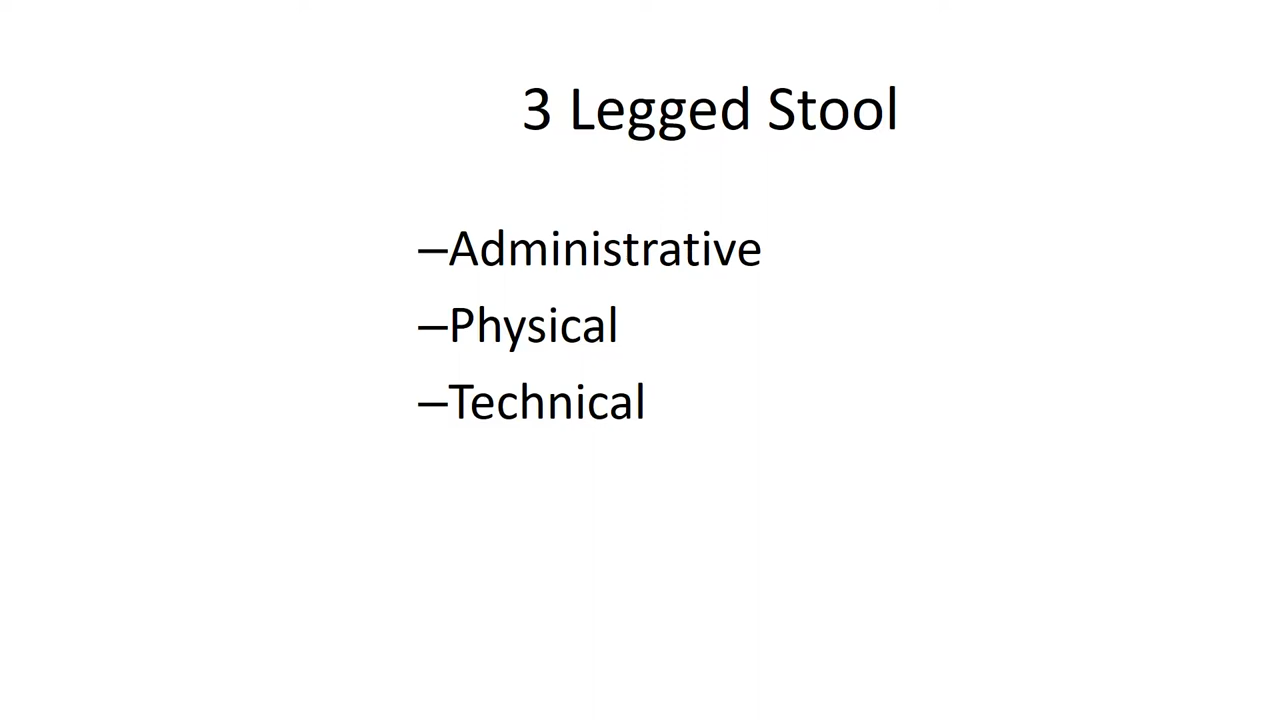 3 Legged Stool
–Administrative
–Physical
–Technical